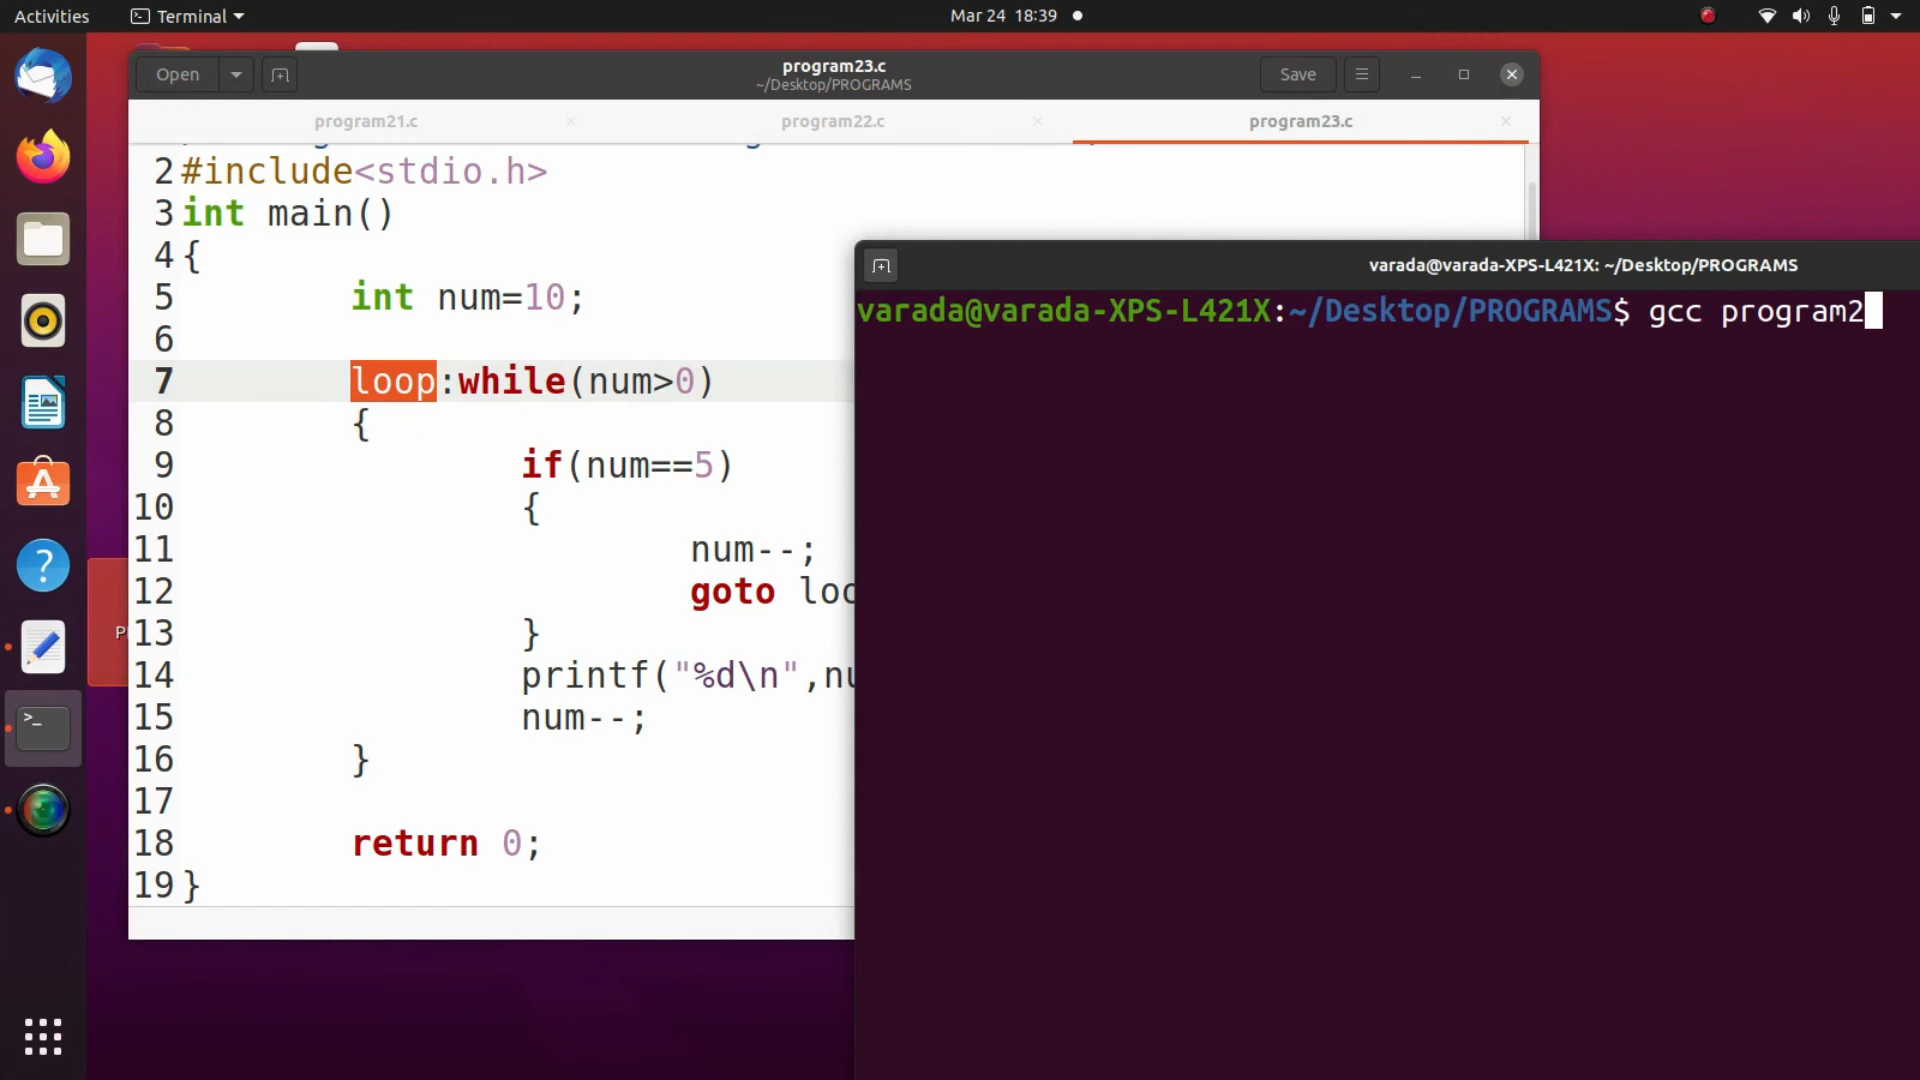 Activities
Terminal
Mar 24 18:39
Open
program23.c
~/Desktop/PROGRAMS
Save
program21.c
program22.c
program23.c
2 #include<stdio.h>
3 int main()
4 {
5 int num=10;
6
7 loop:while(num>0)
8 {
9 if(num==5)
10 {
11 num--;
12 goto loo
13 }
14 printf("%d\n",nu
15 num--;
16 }
17
18 return 0;
19 }
varada@varada-XPS-L421X: ~/Desktop/PROGRAMS
varada@varada-XPS-L421X:~/Desktop/PROGRAMS$ gcc program2